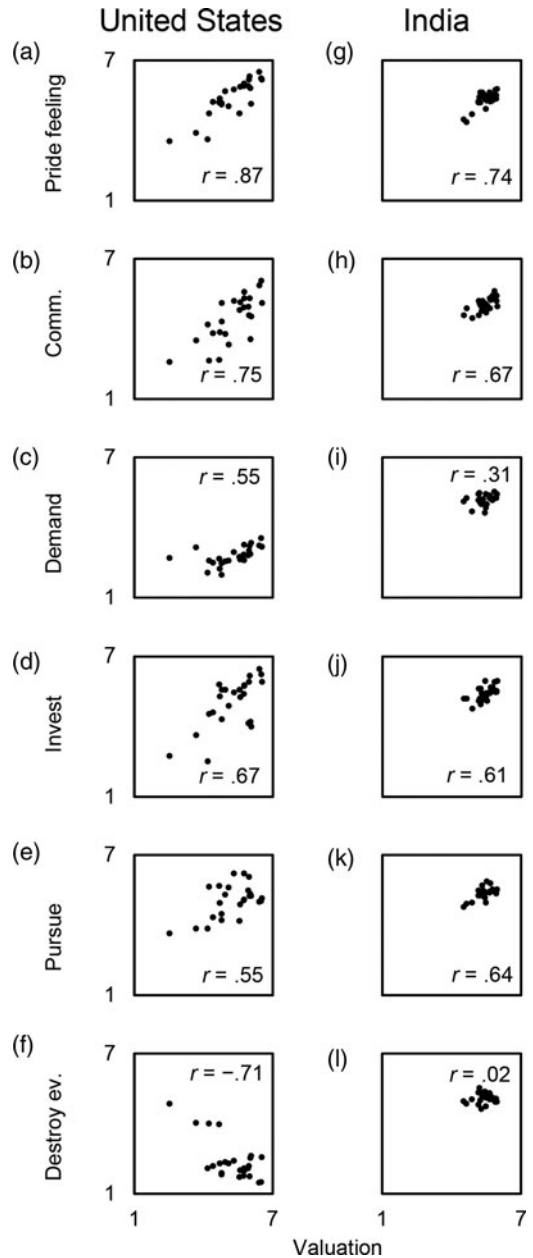 United States India
(a) 7 (g)
Pride feeling
r = .87 r = .74
1
(b) 7 (h)
Comm.
r = .75 r = .67
1
(c) 7 (i)
r = .55 r = .31
Demand
1
(d) 7 (j)
Invest
r = .67 r = .61
1
(e) 7 (k)
Pursue
r = .55 r = .64
1
(f) 7 (l)
r = −.71 r = .02
Destroy ev.
1
1 7 1 7
Valuation